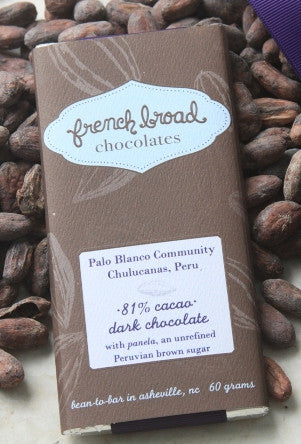 french broad
chocolates
Palo Blanco Community
Chulucanas, Peru
·81% cacao·
dark chocolate
with panela, an unrefined
Peruvian brown sugar
bean-to-bar in asheville, nc 60 grams